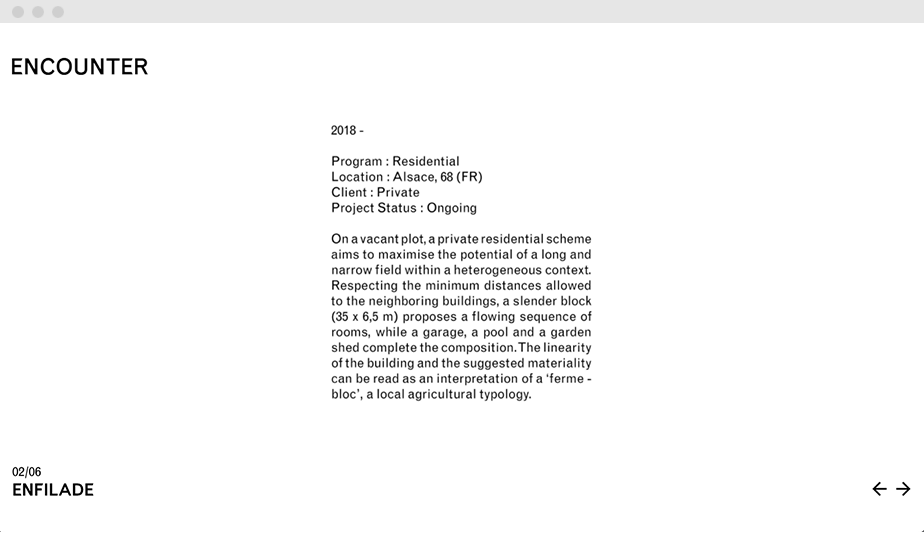 ENCOUNTER
2018 -
Program : Residential
Location : Alsace, 68 (FR)
Client : Private
Project Status : Ongoing
On a vacant plot, a private residential scheme
aims to maximise the potential of a long and
narrow field within a heterogeneous context.
Respecting the minimum distances allowed
to the neighboring buildings, a slender block
(35 x 6,5 m) proposes a flowing sequence of
rooms, while a garage, a pool and a garden
shed complete the composition. The linearity
of the building and the suggested materiality
can be read as an interpretation of a ‘ferme -
bloc’, a local agricultural typology.
02/06
ENFILADE
← →